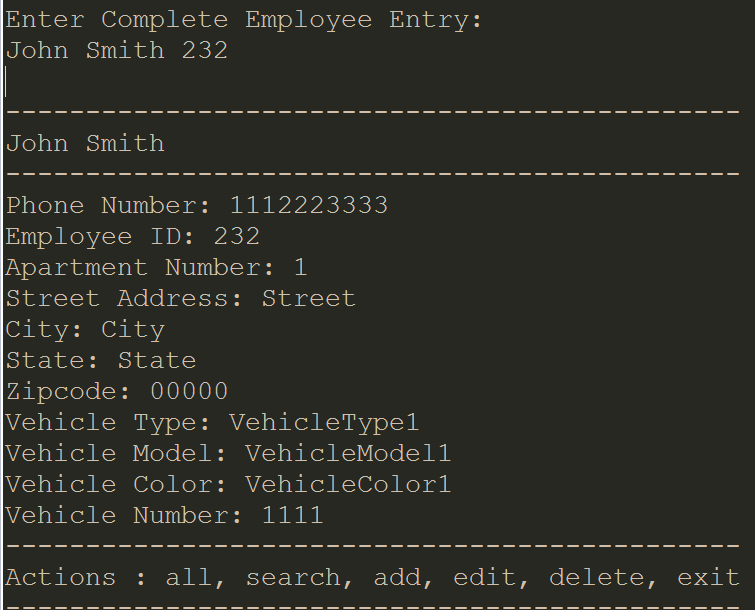 Enter Complete Employee Entry:
John Smith 232
----------------------------------------------
John Smith
----------------------------------------------
Phone Number: 1112223333
Employee ID: 232
Apartment Number: 1
Street Address: Street
City: City
State: State
Zipcode: 00000
Vehicle Type: VehicleType1
Vehicle Model: VehicleModel1
Vehicle Color: VehicleColor1
Vehicle Number: 1111
----------------------------------------------
Actions : all, search, add, edit, delete, exit
----------------------------------------------